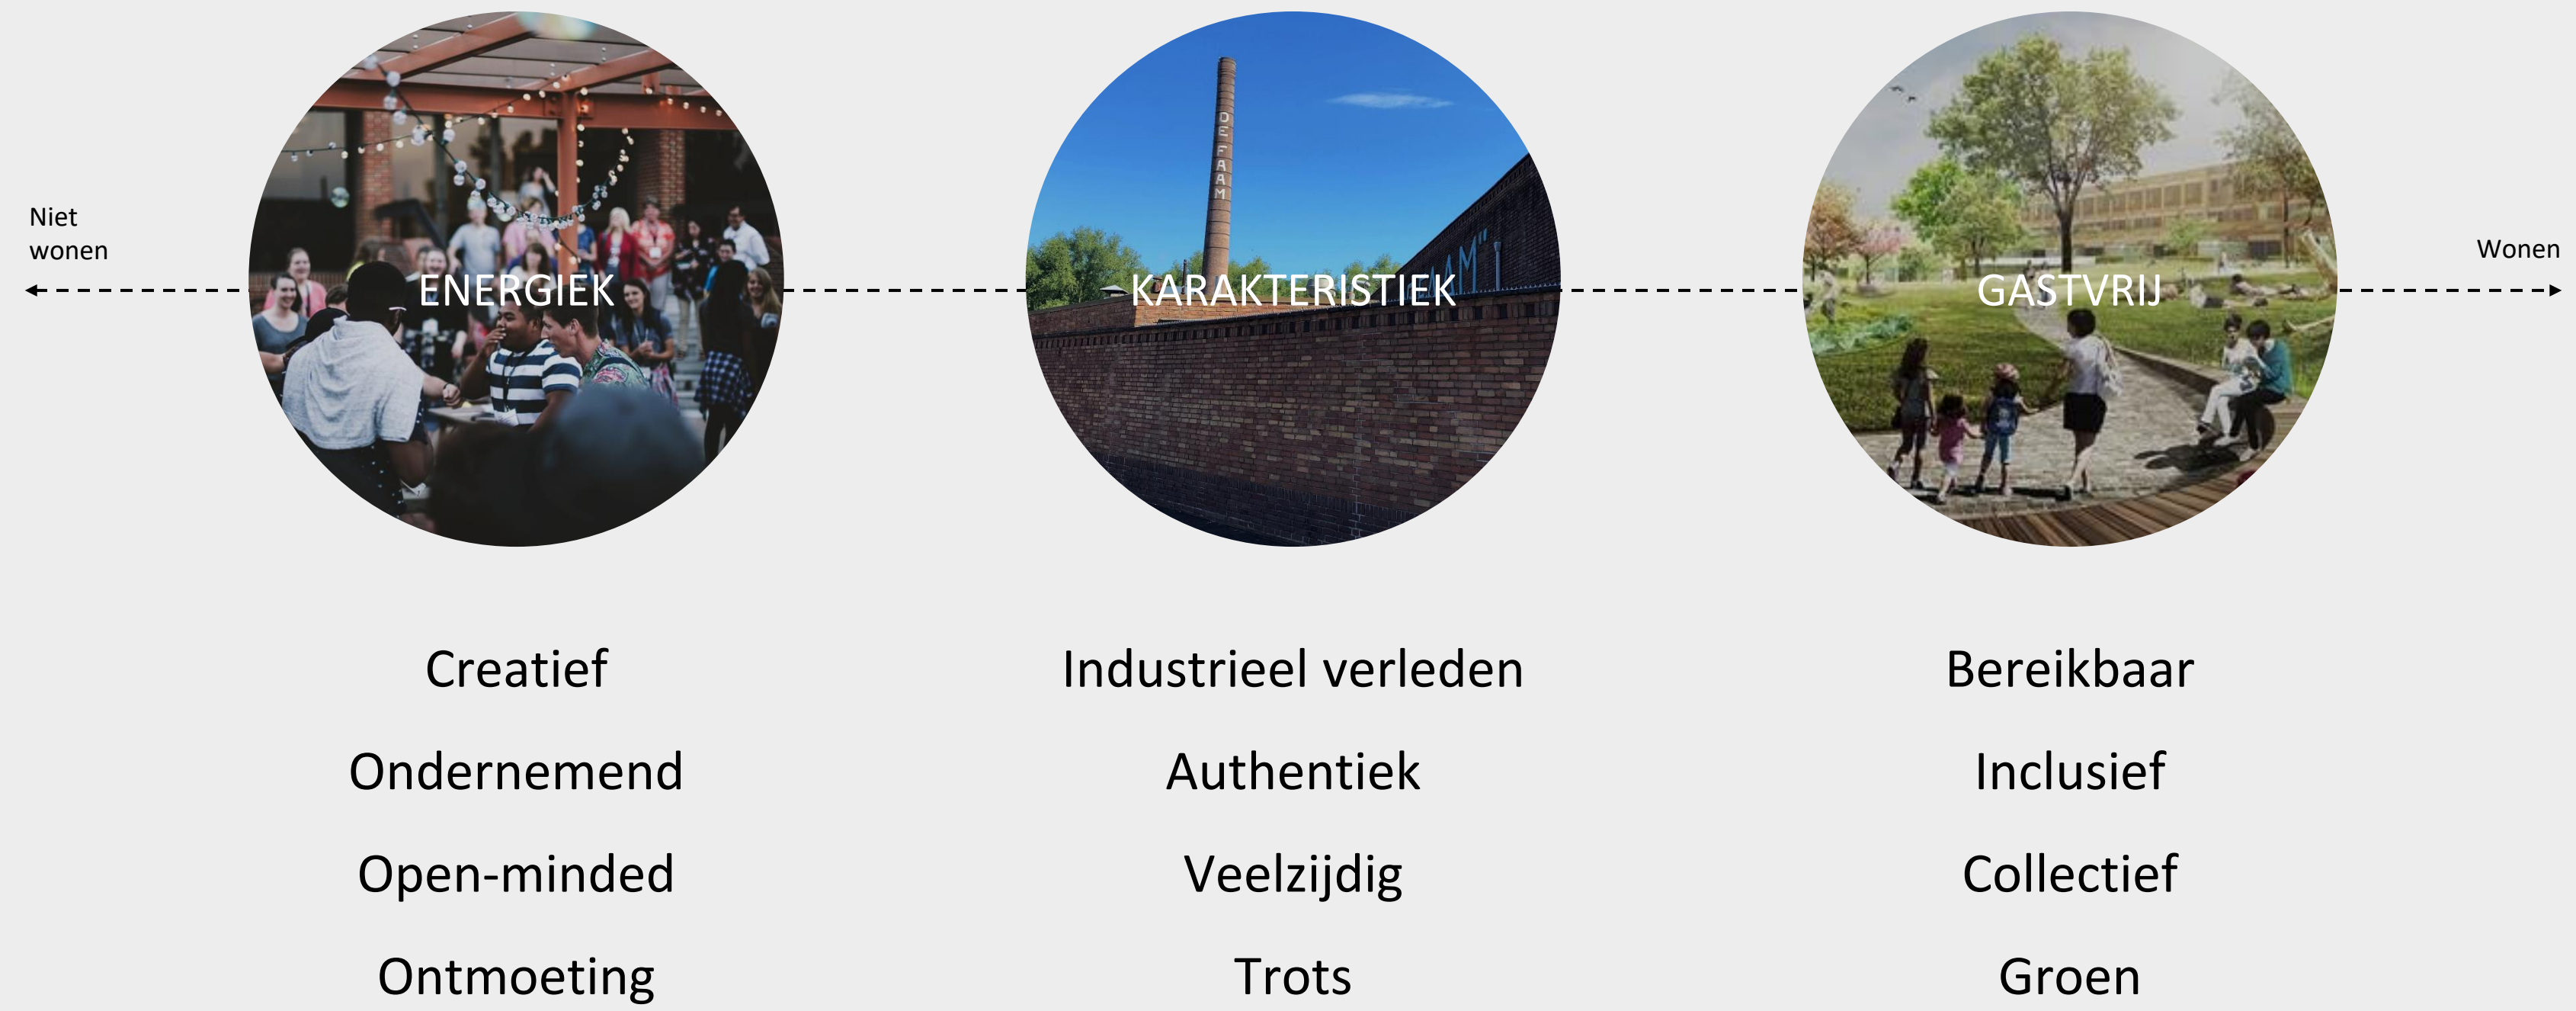 Niet
wonen
Wonen
ENERGIEK
KARAKTERISTIEK
GASTVRIJ
DE FAAM
AM"
Creatief
Industrieel verleden
Bereikbaar
Ondernemend
Authentiek
Inclusief
Open-minded
Veelzijdig
Collectief
Ontmoeting
Trots
Groen